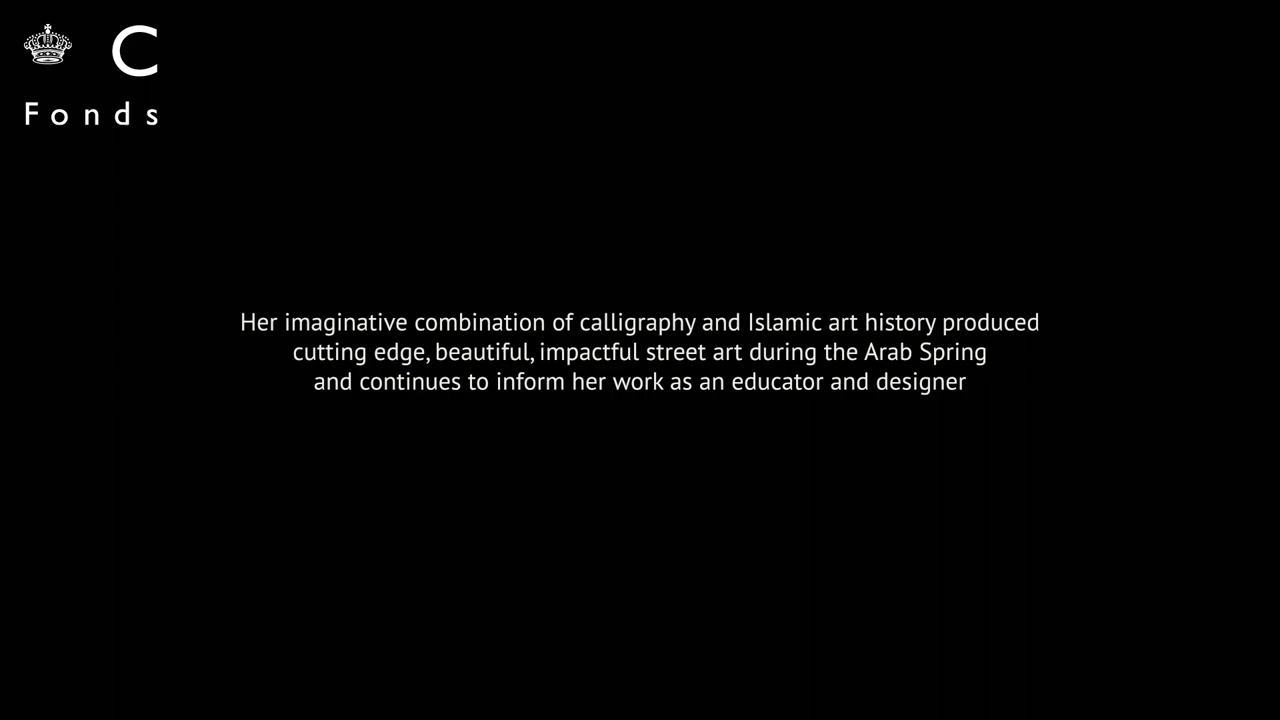 C
Fonds
Her imaginative combination of calligraphy and Islamic art history produced
cutting edge, beautiful, impactful street art during the Arab Spring
and continues to inform her work as an educator and designer